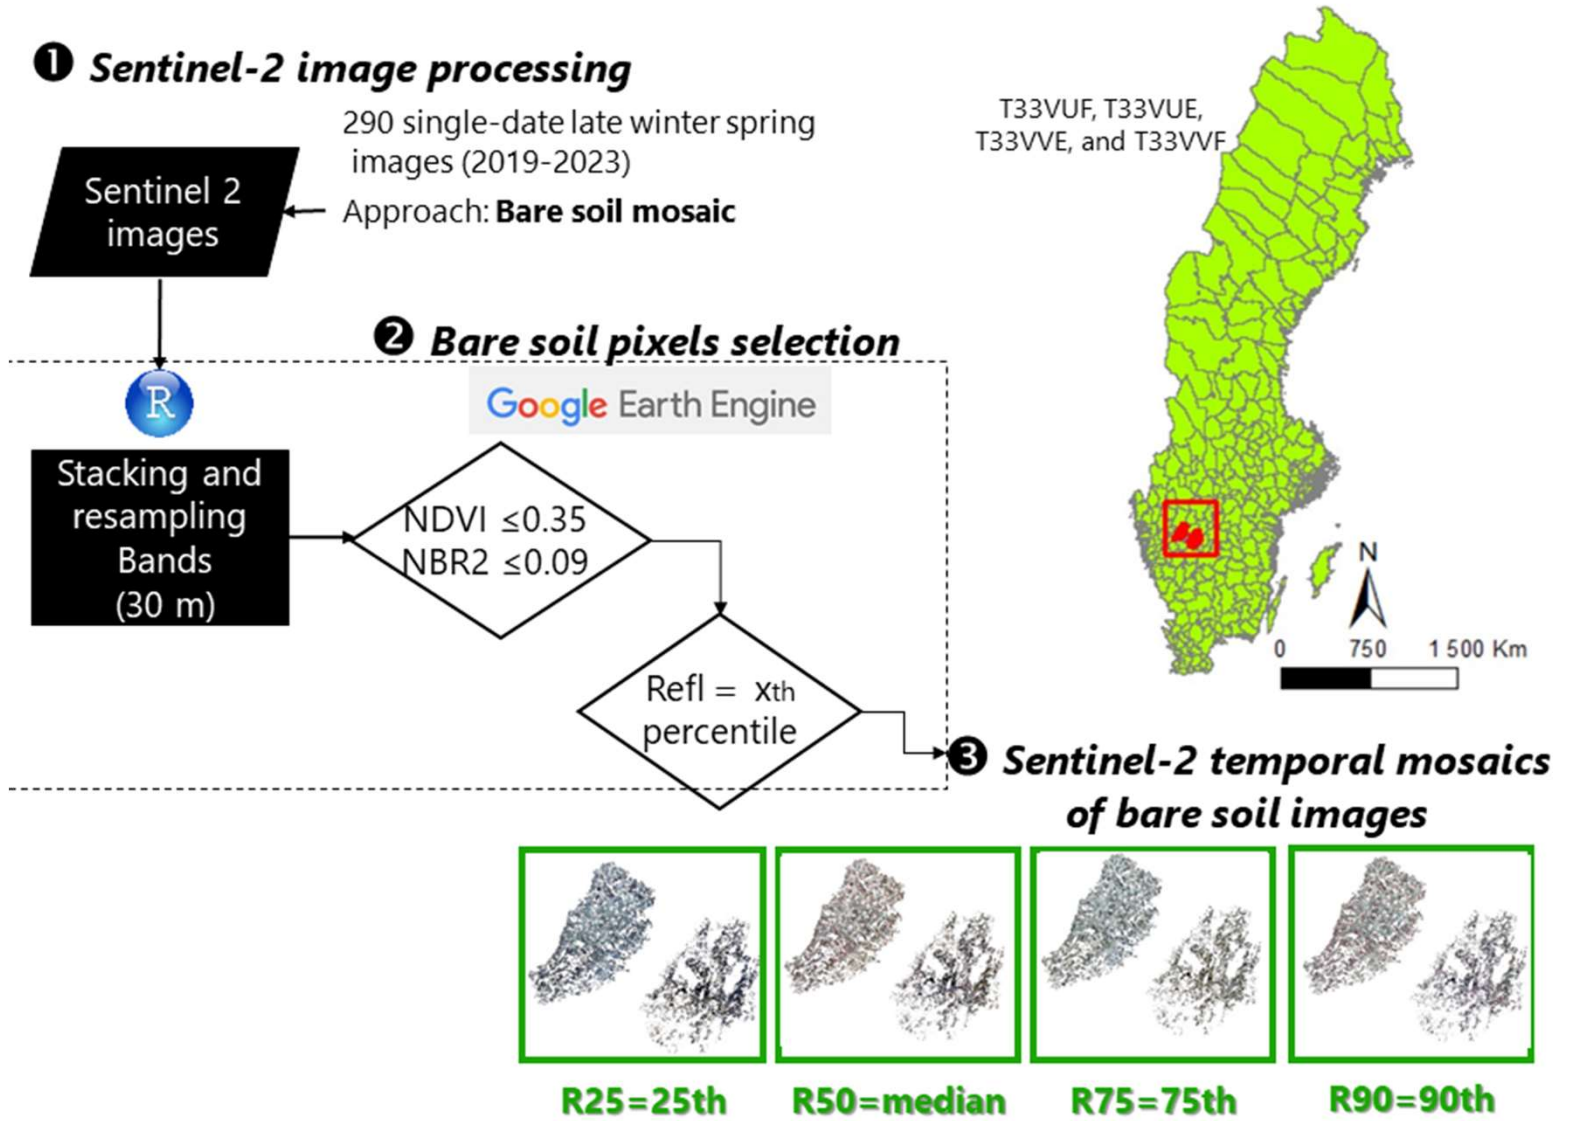 ❶ Sentinel-2 image processing
290 single-date late winter spring
images (2019-2023)
Approach: Bare soil mosaic
Sentinel 2
images
T33VUF, T33VUE,
T33VVE, and T33VVF
❷ Bare soil pixels selection
R
Google Earth Engine
Stacking and
resampling
Bands
(30 m)
NDVI ≤0.35
NBR2 ≤0.09
Refl = xth
percentile
N
0 750 1 500 Km
❸ Sentinel-2 temporal mosaics
of bare soil images
R25=25th
R50=median
R75=75th
R90=90th